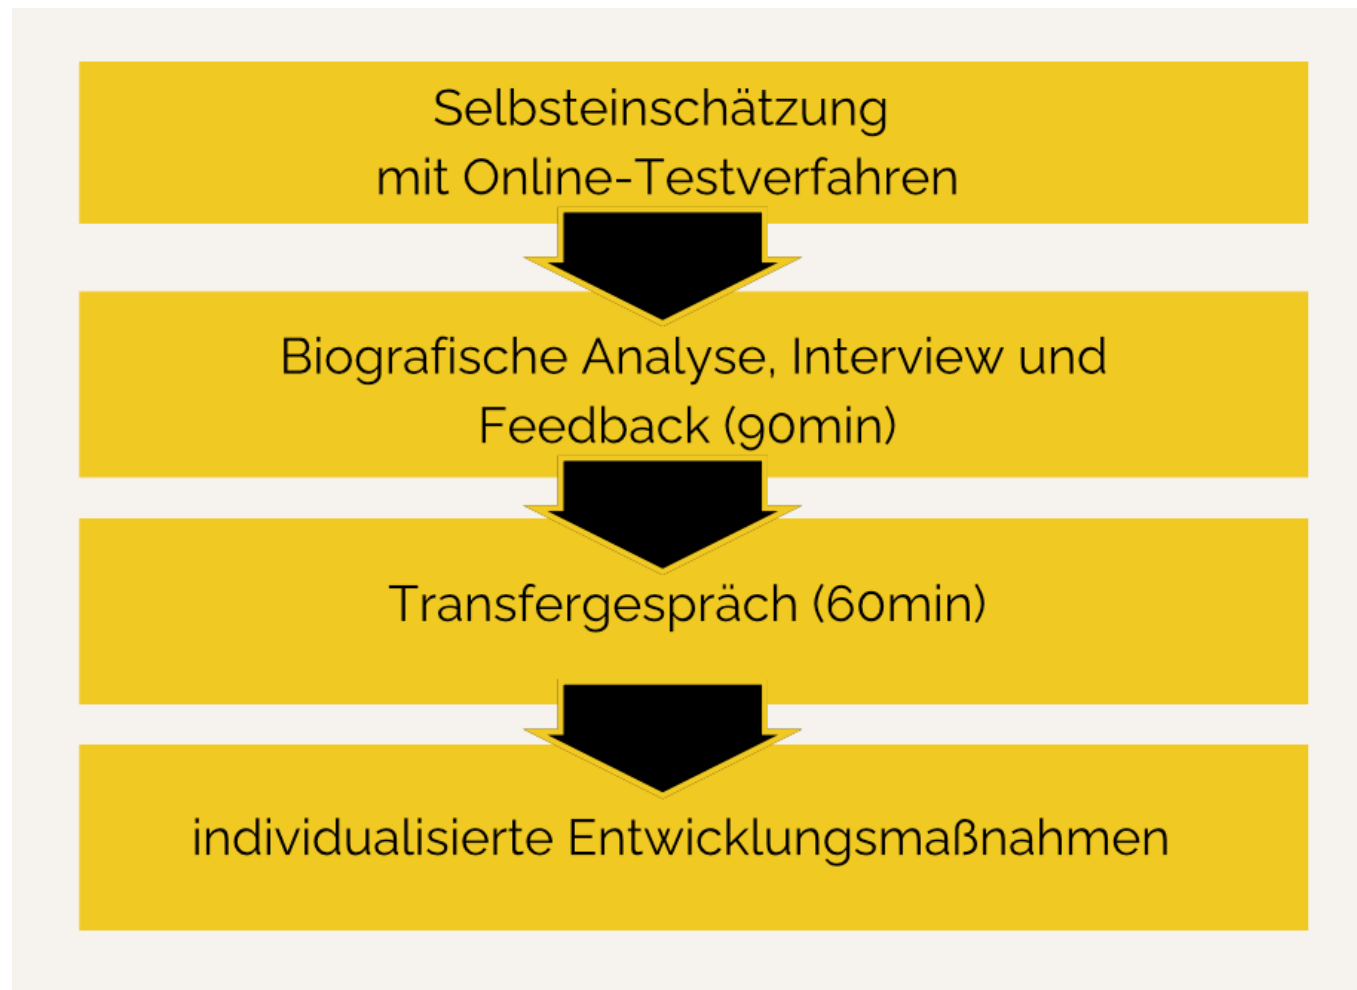 Selbsteinschätzung
mit Online-Testverfahren
Biografische Analyse, Interview und
Feedback (90min)
Transfergespräch (60min)
individualisierte Entwicklungsmaßnahmen